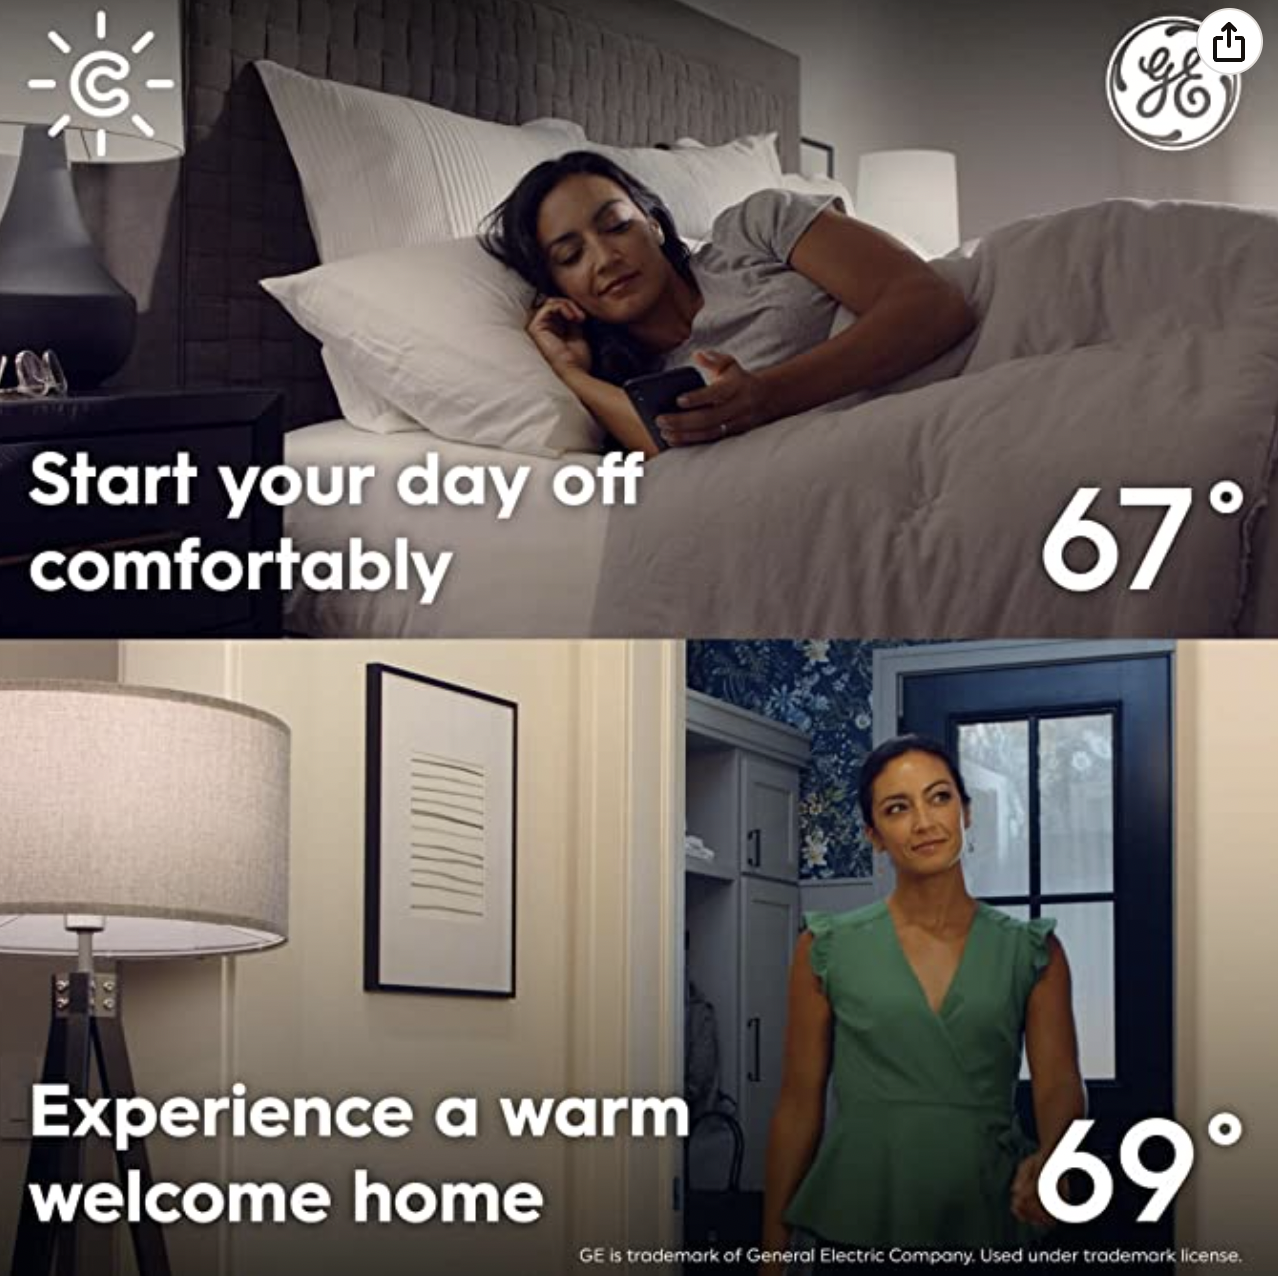 C
GE
Start your day off
comfortably
67°
Experience a warm
welcome home
69°
GE is trademark of General Electric Company. Used under trademark license.